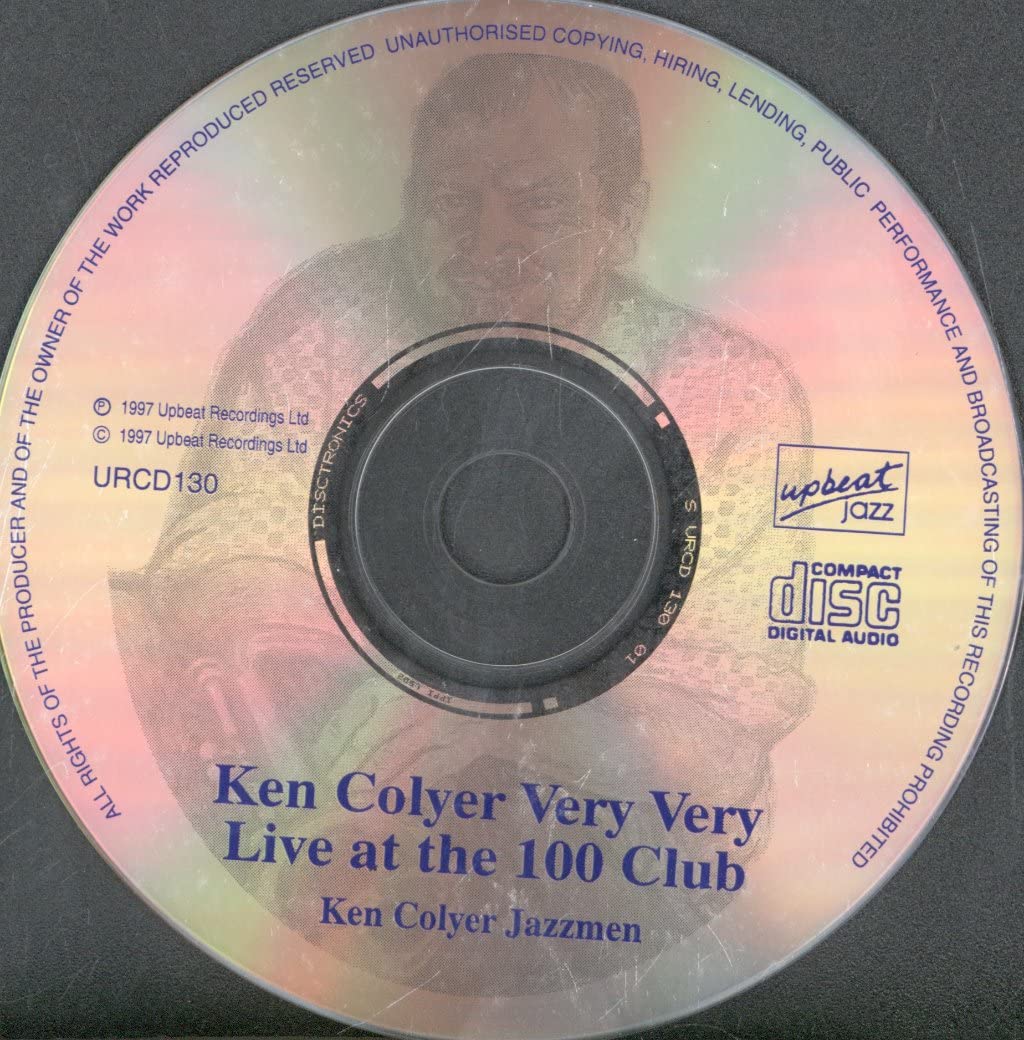 ALL RIGHTS OF THE PRODUCER AND OF THE OWNER OF THE WORK REPRODUCED RESERVED UNAUTHORISED COPYING, HIRING, LENDING, PUBLIC PERFORMANCE AND BROADCASTING OF THIS RECORDING PROHIBITED
℗ 1997 Upbeat Recordings Ltd
© 1997 Upbeat Recordings Ltd
URCD130
DISCTRONICS
S URCD 130 01
upbeat
jazz
COMPACT
disc
DIGITAL AUDIO
Ken Colyer Very Very
Live at the 100 Club
Ken Colyer Jazzmen